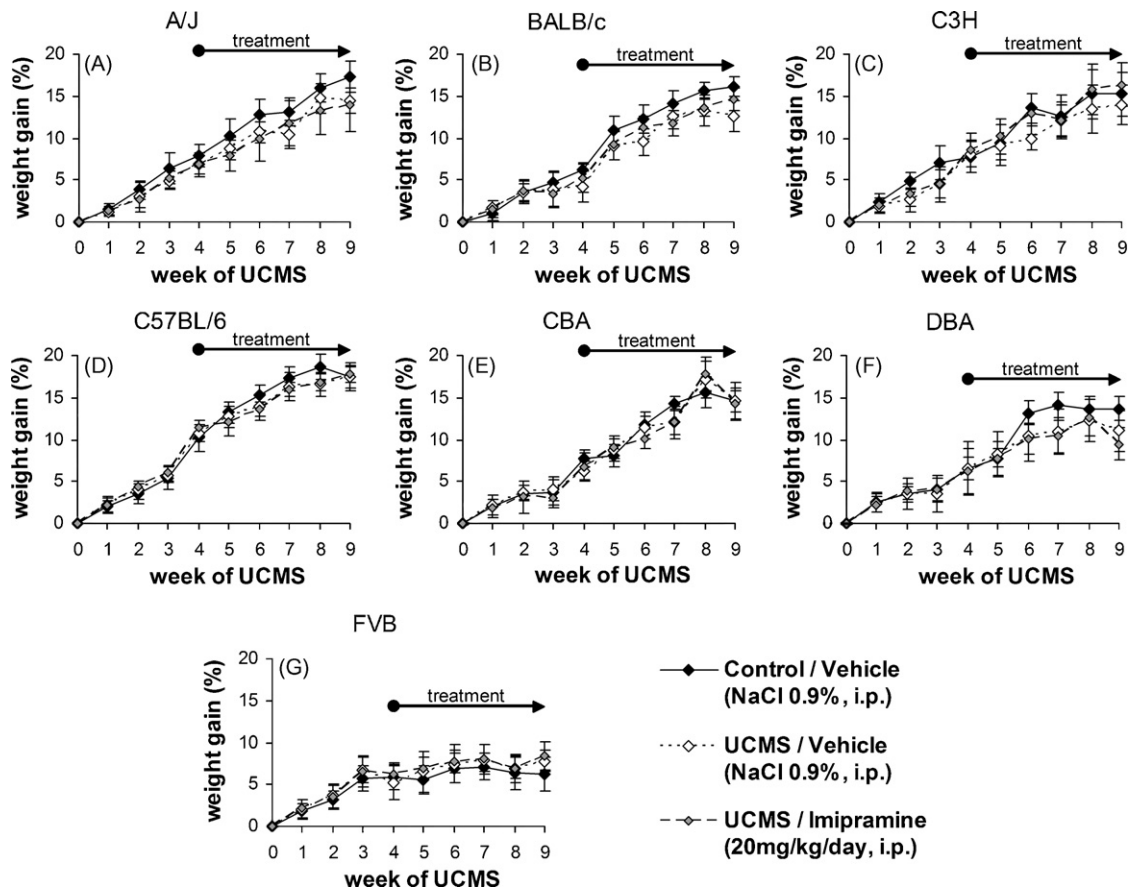 A/J
(A)
treatment
weight gain (%)
20
15
10
5
0
0 1 2 3 4 5 6 7 8 9
week of UCMS
BALB/c
(B)
treatment
weight gain (%)
20
15
10
5
0
0 1 2 3 4 5 6 7 8 9
week of UCMS
C3H
(C)
treatment
weight gain (%)
20
15
10
5
0
0 1 2 3 4 5 6 7 8 9
week of UCMS
C57BL/6
(D)
treatment
weight gain (%)
20
15
10
5
0
0 1 2 3 4 5 6 7 8 9
week of UCMS
CBA
(E)
treatment
weight gain (%)
20
15
10
5
0
0 1 2 3 4 5 6 7 8 9
week of UCMS
DBA
(F)
treatment
weight gain (%)
20
15
10
5
0
0 1 2 3 4 5 6 7 8 9
week of UCMS
FVB
(G)
treatment
weight gain (%)
20
15
10
5
0
0 1 2 3 4 5 6 7 8 9
week of UCMS
Control / Vehicle
(NaCl 0.9%, i.p.)
UCMS / Vehicle
(NaCl 0.9%, i.p.)
UCMS / Imipramine
(20mg/kg/day, i.p.)